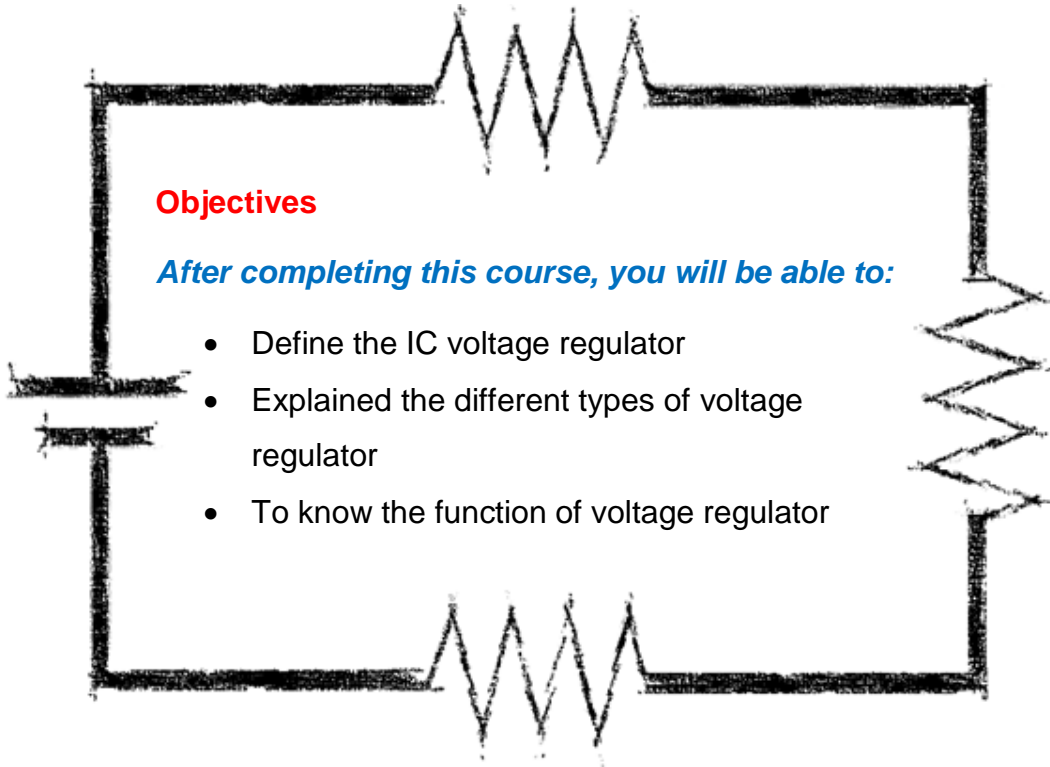 Objectives
After completing this course, you will be able to:
• Define the IC voltage regulator
• Explained the different types of voltage
regulator
• To know the function of voltage regulator